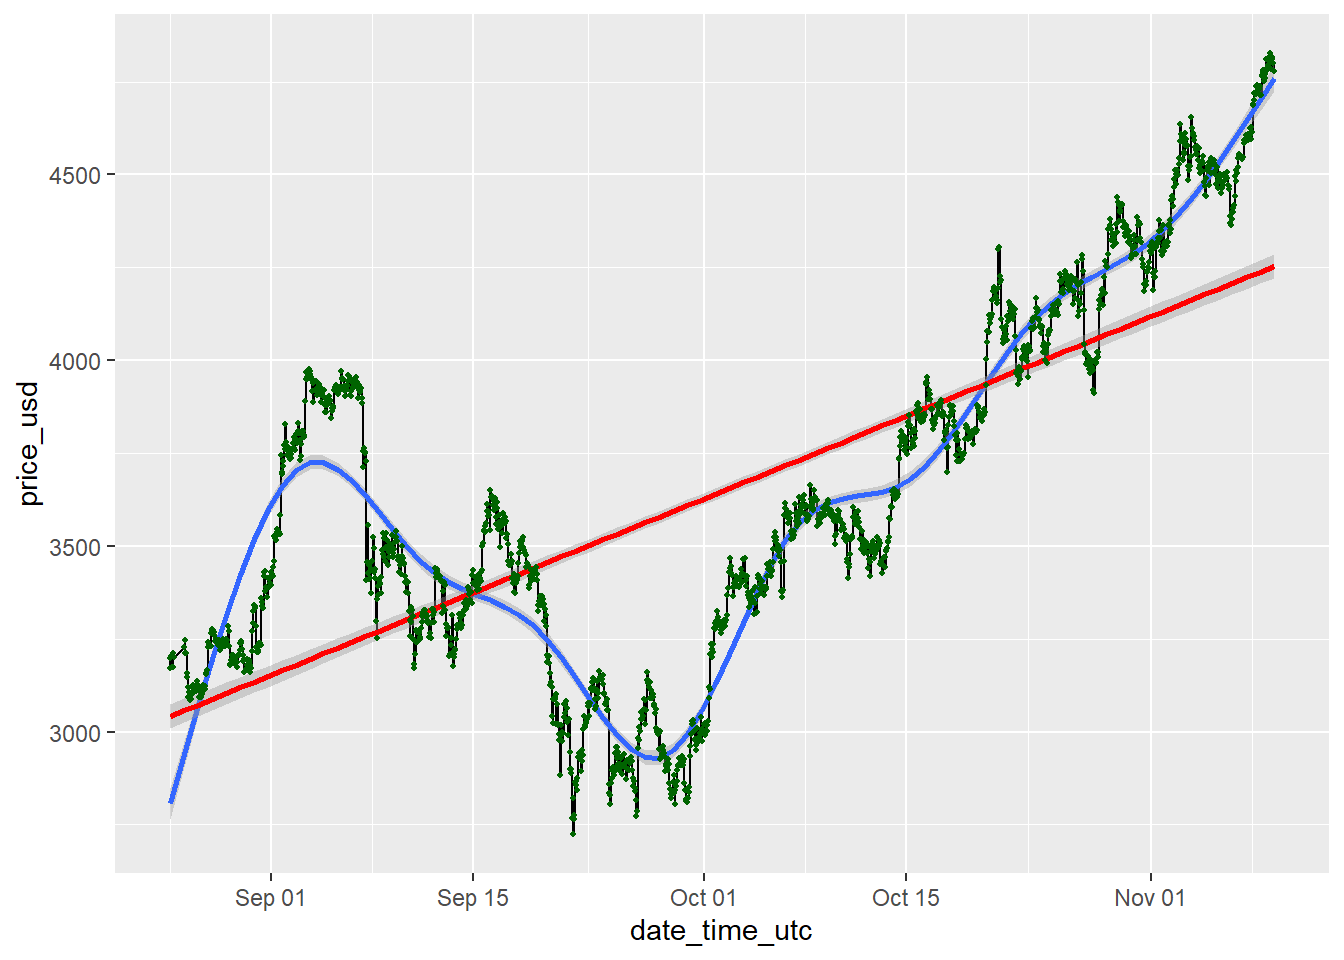 price_usd
4500
4000
3500
3000
Sep 01
Sep 15
Oct 01
Oct 15
Nov 01
date_time_utc